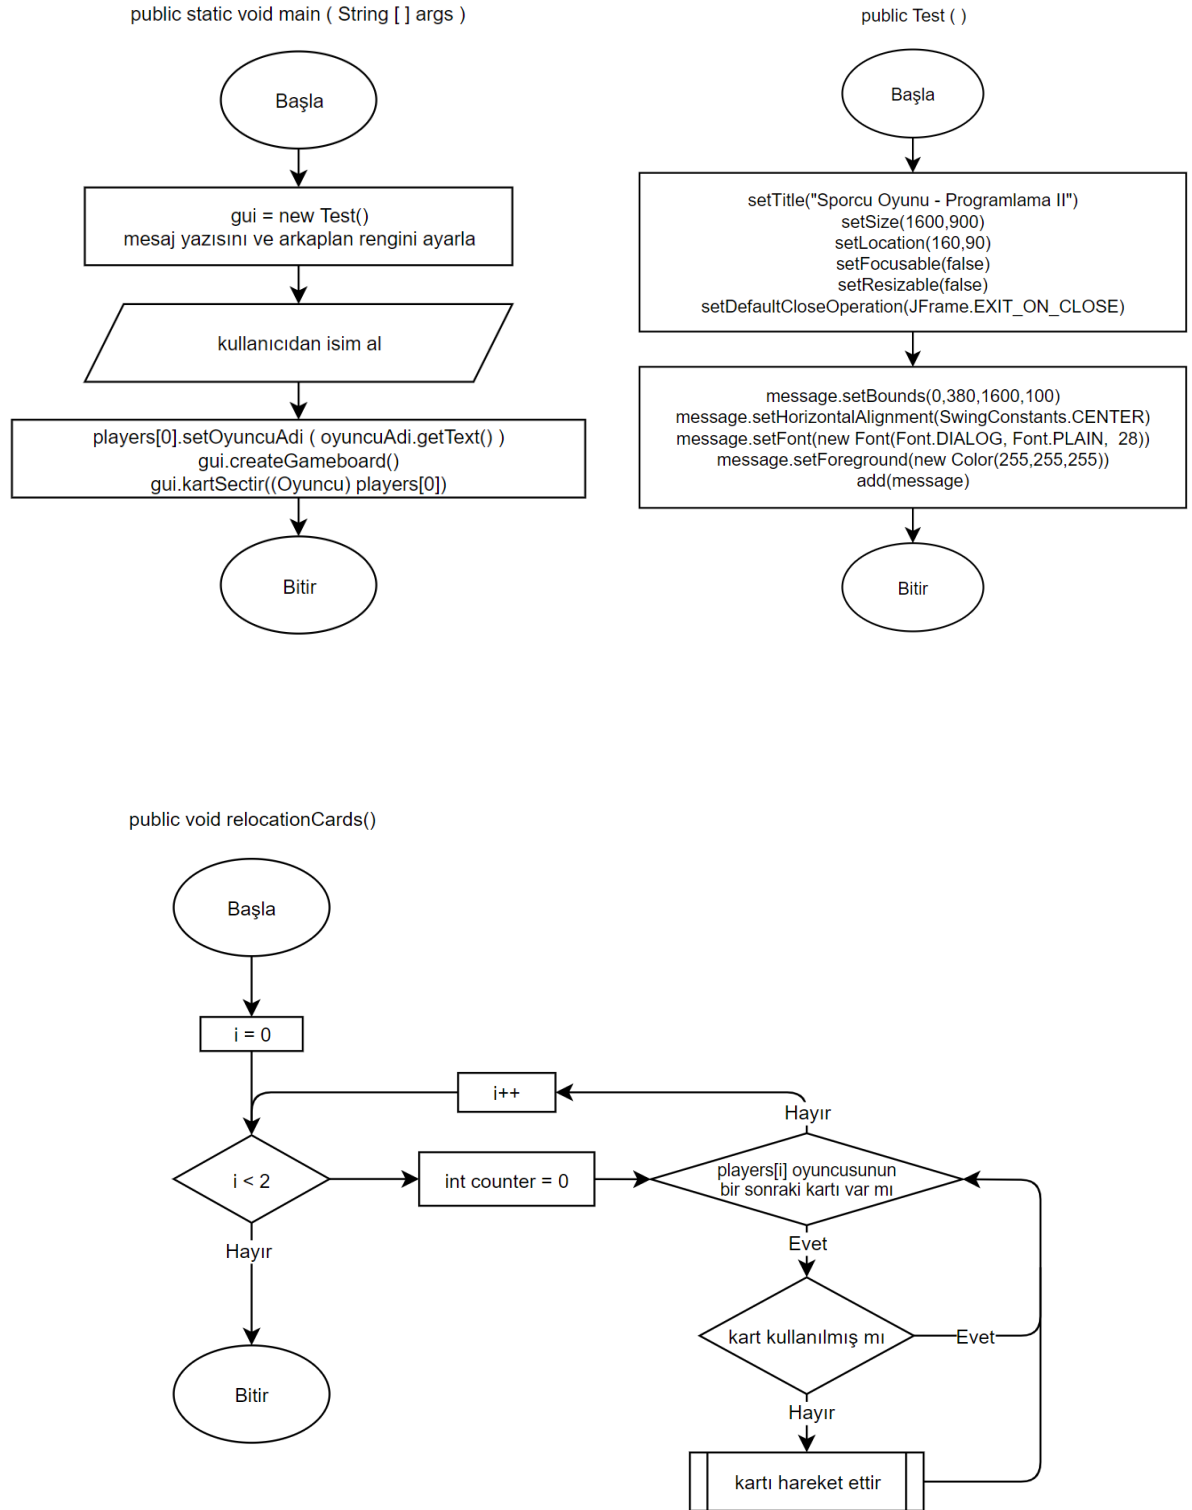 public static void main ( String [ ] args )
Başla
gui = new Test()
mesaj yazısını ve arkaplan rengini ayarla
kullanıcıdan isim al
players[0].setOyuncuAdi ( oyuncuAdi.getText() )
gui.createGameboard()
gui.kartSectir((Oyuncu) players[0])
Bitir
public Test ( )
Başla
setTitle("Sporcu Oyunu - Programlama II")
setSize(1600,900)
setLocation(160,90)
setFocusable(false)
setResizable(false)
setDefaultCloseOperation(JFrame.EXIT_ON_CLOSE)
message.setBounds(0,380,1600,100)
message.setHorizontalAlignment(SwingConstants.CENTER)
message.setFont(new Font(Font.DIALOG, Font.PLAIN, 28))
message.setForeground(new Color(255,255,255))
add(message)
Bitir
public void relocationCards()
Başla
i = 0
i++
Hayır
i < 2
int counter = 0
players[i] oyuncusunun
bir sonraki kartı var mı
Hayır
Evet
kart kullanılmış mı
Evet
Bitir
Hayır
kartı hareket ettir